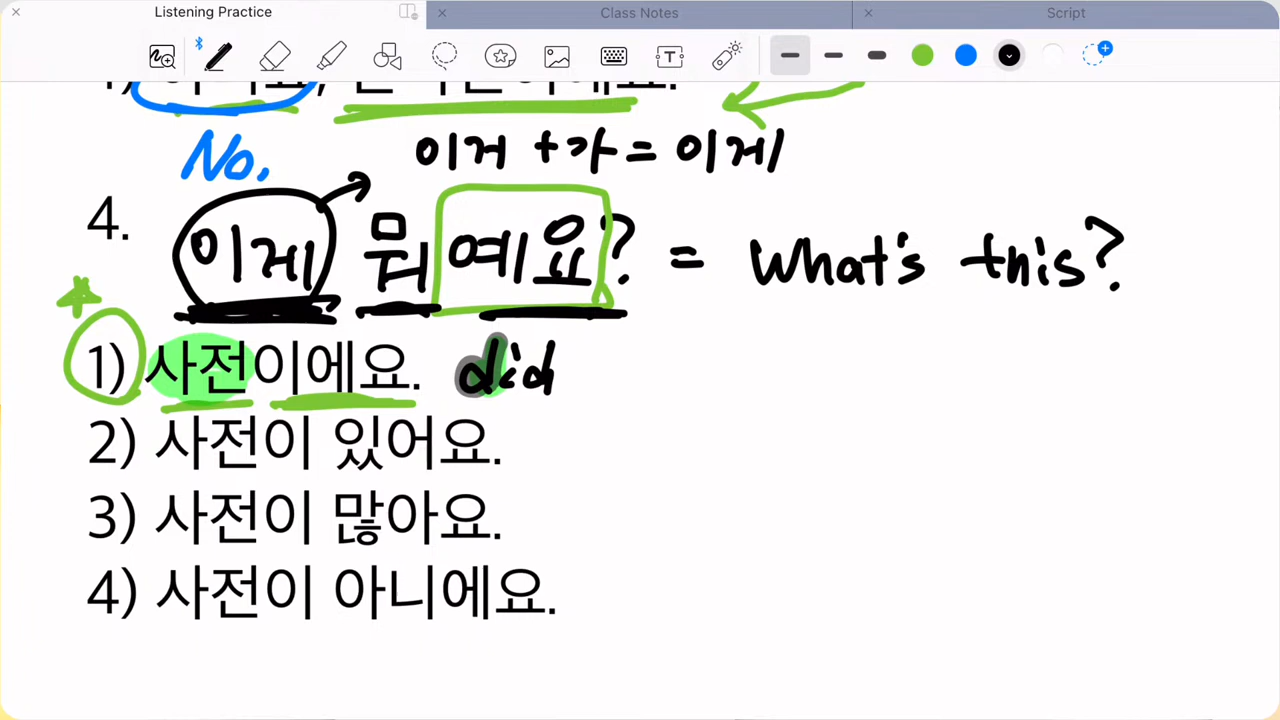 Listening Practice
Class Notes
Script
No.
이거 + 가 = 이게
4. 이게 뭐예요? = What's this?
1) 사전이에요. did
2) 사전이 있어요.
3) 사전이 많아요.
4) 사전이 아니에요.